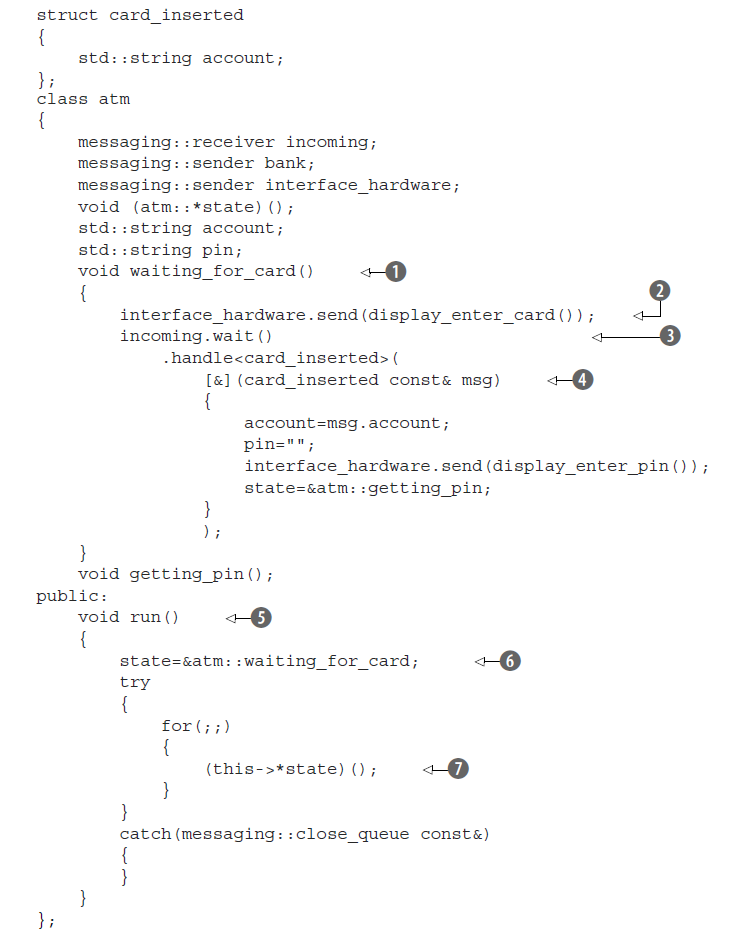 struct card_inserted
{
    std::string account;
};
class atm
{
    messaging::receiver incoming;
    messaging::sender bank;
    messaging::sender interface_hardware;
    void (atm::*state)();
    std::string account;
    std::string pin;
    void waiting_for_card() 1
    {
        interface_hardware.send(display_enter_card()); 2
        incoming.wait() 3
            .handle<card_inserted>(
                [&](card_inserted const& msg) 4
                {
                    account=msg.account;
                    pin="";
                    interface_hardware.send(display_enter_pin());
                    state=&atm::getting_pin;
                }
                );
    }
    void getting_pin();
public:
    void run() 5
    {
        state=&atm::waiting_for_card; 6
        try
        {
            for(;;)
            {
                (this->*state)(); 7
            }
        }
        catch(messaging::close_queue const&)
        {
        }
    }
};